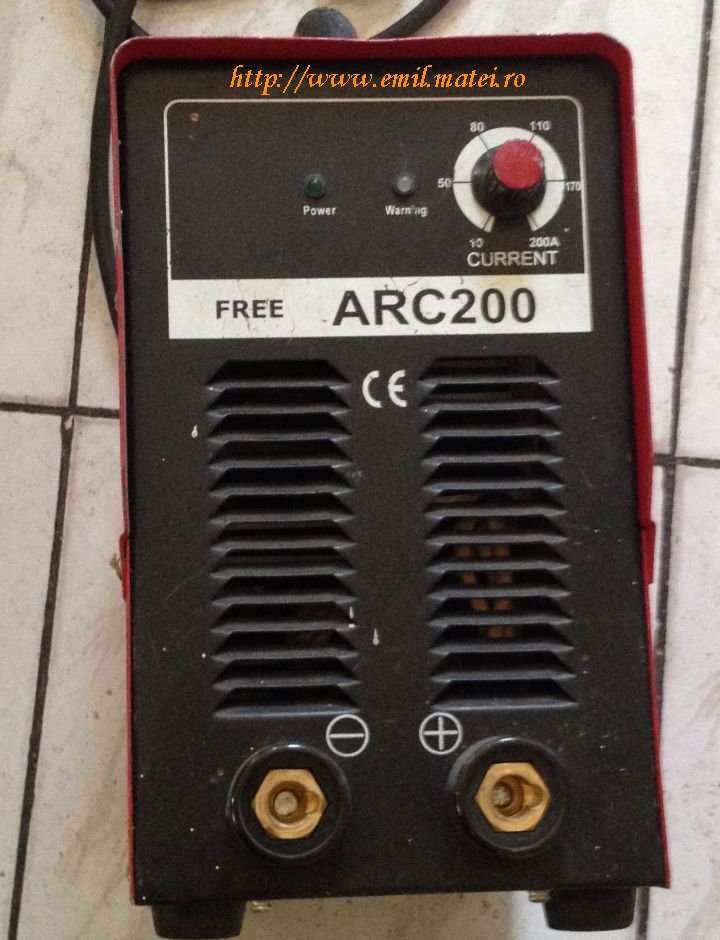 http://www.emil.matei.ro
80 110
50 170
Power Warning
10 200A
CURRENT
FREE ARC200
CE
- +